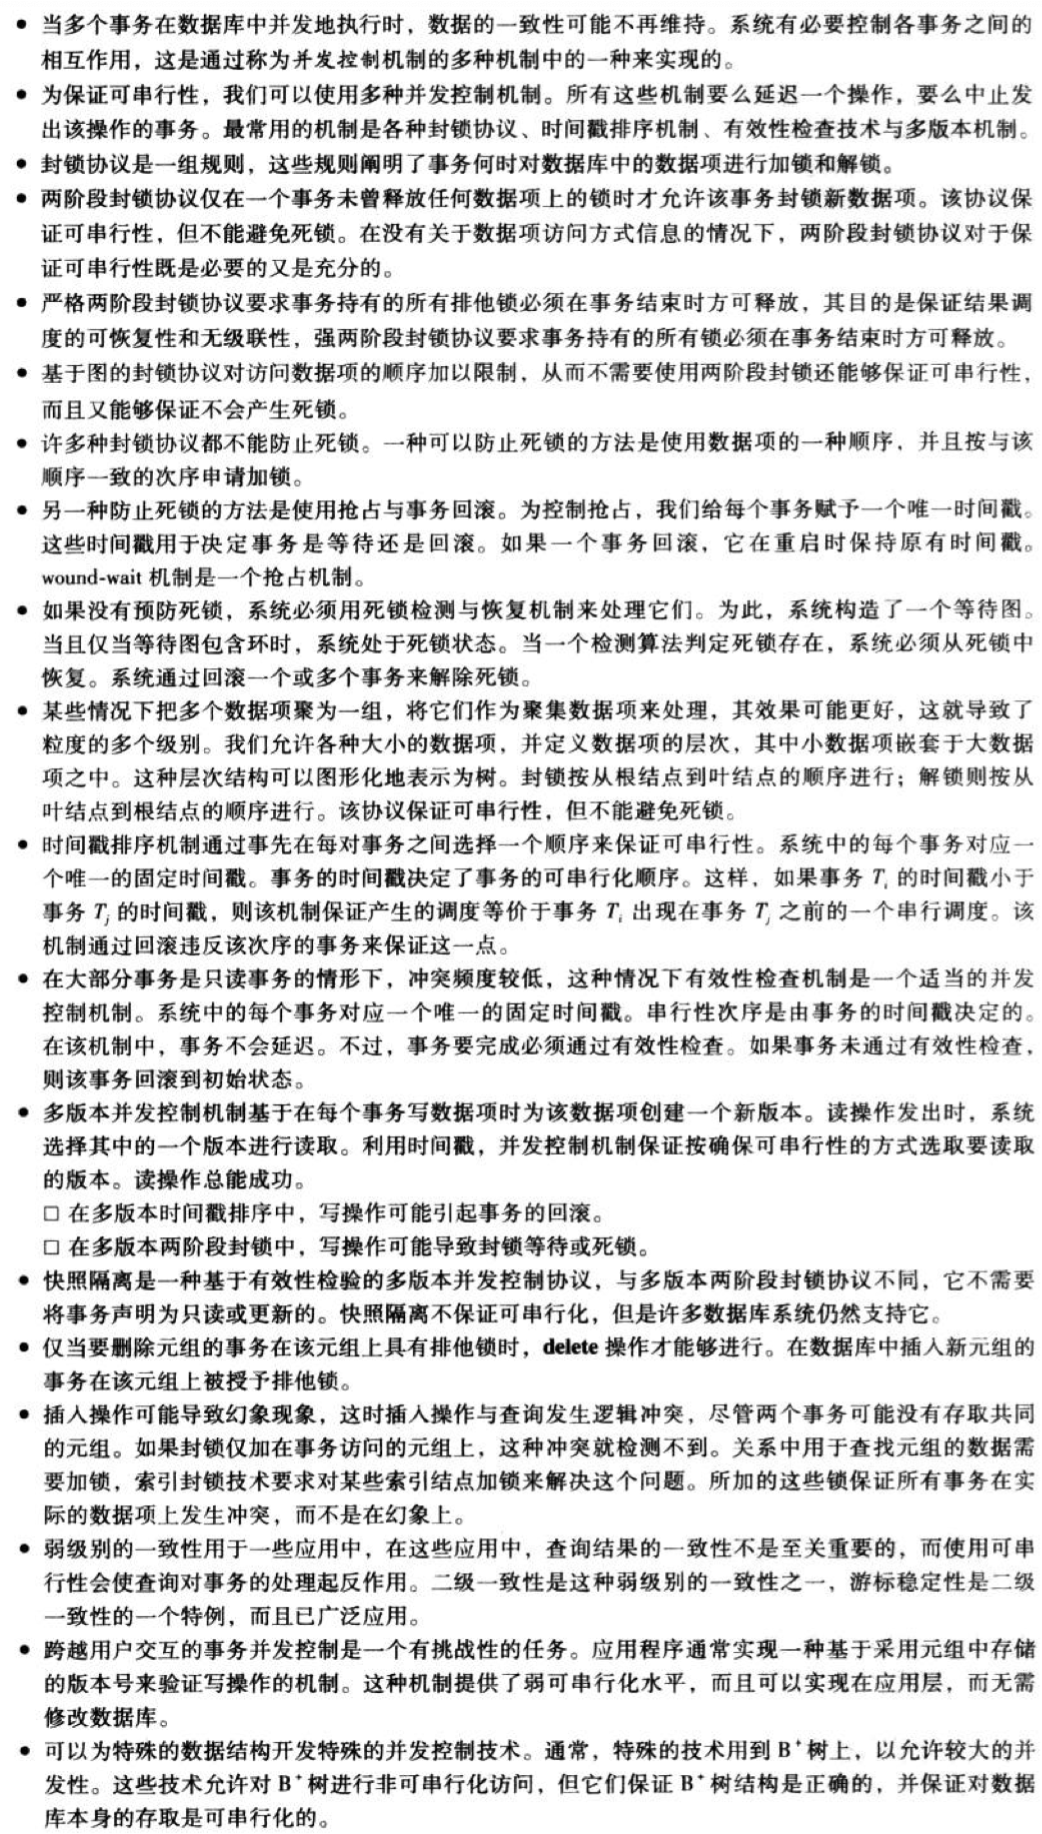 ● 当多个事务在数据库中并发地执行时，数据的一致性可能不再维持。系统有必要控制各事务之间的
相互作用，这是通过称为并发控制机制的多种机制中的一种来实现的。
● 为保证可串行性，我们可以使用多种并发控制机制。所有这些机制要么延迟一个操作，要么中止发
出该操作的事务。最常用的机制是各种封锁协议、时间戳排序机制、有效性检查技术与多版本机制。
● 封锁协议是一组规则，这些规则阐明了事务何时对数据库中的数据项进行加锁和解锁。
● 两阶段封锁协议仅在一个事务未曾释放任何数据项上的锁时才允许该事务封锁新数据项。该协议保
证可串行性，但不能避免死锁。在没有关于数据项访问方式信息的情况下，两阶段封锁协议对于保
证可串行性既是必要的又是充分的。
● 严格两阶段封锁协议要求事务持有的所有排他锁必须在事务结束时方可释放，其目的是保证结果调
度的可恢复性和无级联性，强两阶段封锁协议要求事务持有的所有锁必须在事务结束时方可释放。
● 基于图的封锁协议对访问数据项的顺序加以限制，从而不需要使用两阶段封锁还能够保证可串行性，
而且又能够保证不会产生死锁。
● 许多种封锁协议都不能防止死锁。一种可以防止死锁的方法是使用数据项的一种顺序，并且按与该
顺序一致的次序申请加锁。
● 另一种防止死锁的方法是使用抢占与事务回滚。为控制抢占，我们给每个事务赋予一个唯一时间戳。
这些时间戳用于决定事务是等待还是回滚。如果一个事务回滚，它在重启时保持原有时间戳。
wound-wait 机制是一个抢占机制。
● 如果没有预防死锁，系统必须用死锁检测与恢复机制来处理它们。为此，系统构造了一个等待图。
当且仅当等待图包含环时，系统处于死锁状态。当一个检测算法判定死锁存在，系统必须从死锁中
恢复。系统通过回滚一个或多个事务来解除死锁。
● 某些情况下把多个数据项聚为一组，将它们作为聚集数据项来处理，其效果可能更好，这就导致了
粒度的多个级别。我们允许各种大小的数据项，并定义数据项的层次，其中小数据项嵌套于大数据
项之中。这种层次结构可以图形化地表示为树。封锁按从根结点到叶结点的顺序进行；解锁则按从
叶结点到根结点的顺序进行。该协议保证可串行性，但不能避免死锁。
● 时间戳排序机制通过事先在每对事务之间选择一个顺序来保证可串行性。系统中的每个事务对应一
个唯一的固定时间戳。事务的时间戳决定了事务的可串行化顺序。这样，如果事务 Tᵢ 的时间戳小于
事务 Tⱼ 的时间戳，则该机制保证产生的调度等价于事务 Tᵢ 出现在事务 Tⱼ 之前的一个串行调度。该
机制通过回滚违反该次序的事务来保证这一点。
● 在大部分事务是只读事务的情形下，冲突频度较低，这种情况下有效性检查机制是一个适当的并发
控制机制。系统中的每个事务对应一个唯一的固定时间戳。串行性次序是由事务的时间戳决定的。
在该机制中，事务不会延迟。不过，事务要完成必须通过有效性检查。如果事务未通过有效性检查，
则该事务回滚到初始状态。
● 多版本并发控制机制基于在每个事务写数据项时为该数据项创建一个新版本。读操作发出时，系统
选择其中的一个版本进行读取。利用时间戳，并发控制机制保证按确保可串行性的方式选取要读取
的版本。读操作总能成功。
□ 在多版本时间戳排序中，写操作可能引起事务的回滚。
□ 在多版本两阶段封锁中，写操作可能导致封锁等待或死锁。
● 快照隔离是一种基于有效性检验的多版本并发控制协议，与多版本两阶段封锁协议不同，它不需要
将事务声明为只读或更新的。快照隔离不保证可串行化，但是许多数据库系统仍然支持它。
● 仅当要删除元组的事务在该元组上具有排他锁时，delete 操作才能够进行。在数据库中插入新元组的
事务在该元组上被授予排他锁。
● 插入操作可能导致幻象现象，这时插入操作与查询发生逻辑冲突，尽管两个事务可能没有存取共同
的元组。如果封锁仅加在事务访问的元组上，这种冲突就检测不到。关系中用于查找元组的数据需
要加锁，索引封锁技术要求对某些索引结点加锁来解决这个问题。所加的这些锁保证所有事务在实
际的数据项上发生冲突，而不是在幻象上。
● 弱级别的一致性用于一些应用中，在这些应用中，查询结果的一致性不是至关重要的，而使用可串
行性会使查询对事务的处理起反作用。二级一致性是这种弱级别的一致性之一，游标稳定性是二级
一致性的一个特例，而且已广泛应用。
● 跨越用户交互的事务并发控制是一个有挑战性的任务。应用程序通常实现一种基于采用元组中存储
的版本号来验证写操作的机制。这种机制提供了弱可串行化水平，而且可以实现在应用层，而无需
修改数据库。
● 可以为特殊的数据结构开发特殊的并发控制技术。通常，特殊的技术用到 B⁺树上，以允许较大的并
发性。这些技术允许对 B⁺树进行非可串行化访问，但它们保证 B⁺树结构是正确的，并保证对数据
库本身的存取是可串行化的。